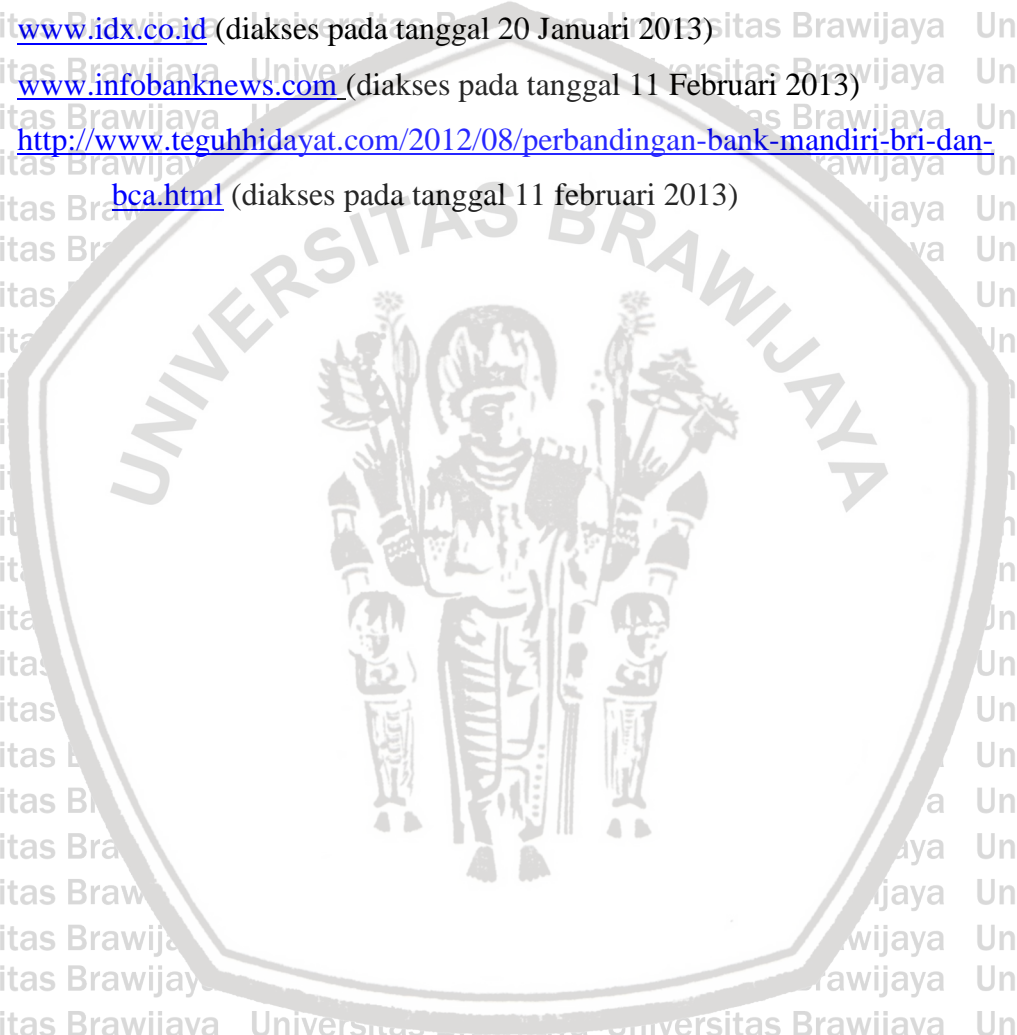 www.idx.co.id (diakses pada tanggal 20 Januari 2013)
www.infobanknews.com (diakses pada tanggal 11 Februari 2013)
http://www.teguhhidayat.com/2012/08/perbandingan-bank-mandiri-bri-dan-
bca.html (diakses pada tanggal 11 februari 2013)
UNIVERSITAS BRAWIJAYA